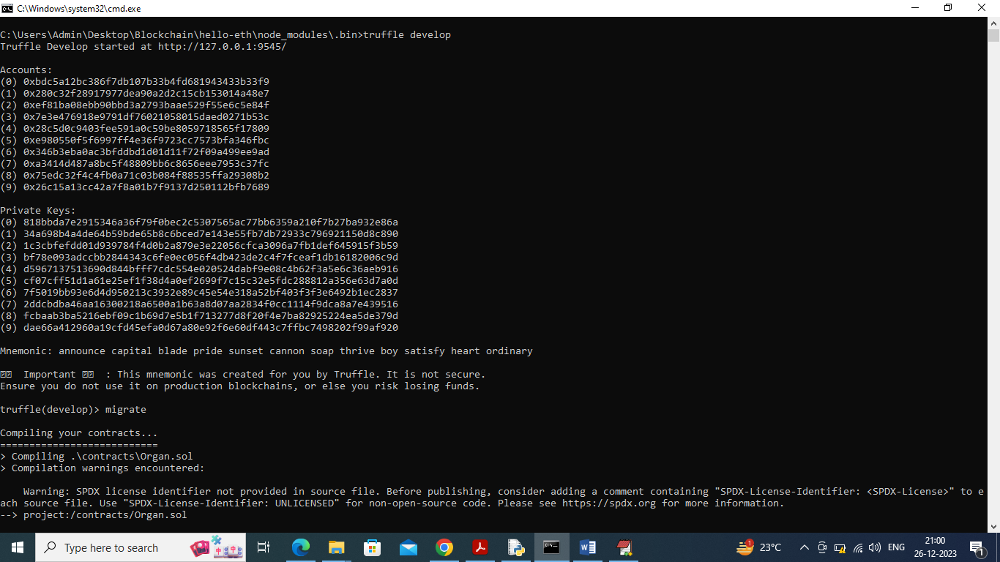 C:\Windows\system32\cmd.exe
C:\Users\Admin\Desktop\Blockchain\hello-eth\node_modules\.bin>truffle develop
Truffle Develop started at http://127.0.0.1:9545/
Accounts:
(0) 0xbdc5a12bc386f7db107b33b4fd681943433b33f9
(1) 0x280c32f28917977dea90a2d2c15cb153014a48e7
(2) 0xef81ba08ebb90bbd3a2793baae529f55e6c5e84f
(3) 0x7e3e476918e9791df76021058015daed0271b53c
(4) 0x28c5d0c9403fee591a0c59be8059718565f17809
(5) 0xe980550f5f6997ff4e36f9723cc7573bfa346fbc
(6) 0x346b3eba0ac3bfddbd1d01d11f72f09a499ee9ad
(7) 0xa3414d487a8bc5f48809bb6c8656eee7953c37fc
(8) 0x75edc32f4c4fb0a71c03b084f88535ffa29308b2
(9) 0x26c15a13cc42a7f8a01b7f9137d250112bfb7689
Private Keys:
(0) 818bbda7e2915346a36f79f0bec2c5307565ac77bb6359a210f7b27ba932e86a
(1) 34a698b4a4de64b59bde65b8c6bced7e143e55fb7db72933c796921150d8c890
(2) 1c3cbfefdd01d939784f4d0b2a879e3e22056cfca3096a7fb1def645915f3b59
(3) bf78e093adccbb2844343c6fe0ec056f4db423de2c4f7fceaf1db16182006c9d
(4) d5967137513690d844bfff7cdc554e020524dabf9e08c4b62f3a5e6c36aeb916
(5) cf07cff51d1a61e25ef1f38d4a0ef2699f7c15c32e5fdc288812a356e63d7a0d
(6) 7f5019bb93e6d4d950213c3932e89c45e54e318a52bf403f3f3e6492b1ec2837
(7) 2ddcbdba46aa16300218a6500a1b63a8d07aa2834f0cc1114f9dca8a7e439516
(8) fcbaab3ba5216ebf09c1b69d7e5b1f713277d8f20f4e7ba82925224ea5de379d
(9) dae66a412960a19cfd45efa0d67a80e92f6e60df443c7ffbc7498202f99af920
Mnemonic: announce capital blade pride sunset cannon soap thrive boy satisfy heart ordinary
Important : This mnemonic was created for you by Truffle. It is not secure.
Ensure you do not use it on production blockchains, or else you risk losing funds.
truffle(develop)> migrate
Compiling your contracts...
===========================
> Compiling .\contracts\Organ.sol
> Compilation warnings encountered:
Warning: SPDX license identifier not provided in source file. Before publishing, consider adding a comment containing "SPDX-License-Identifier: <SPDX-License>" to e
ach source file. Use "SPDX-License-Identifier: UNLICENSED" for non-open-source code. Please see https://spdx.org for more information.
--> project:/contracts/Organ.sol
Type here to search
1
23°C
ENG
21:00
26-12-2023
1